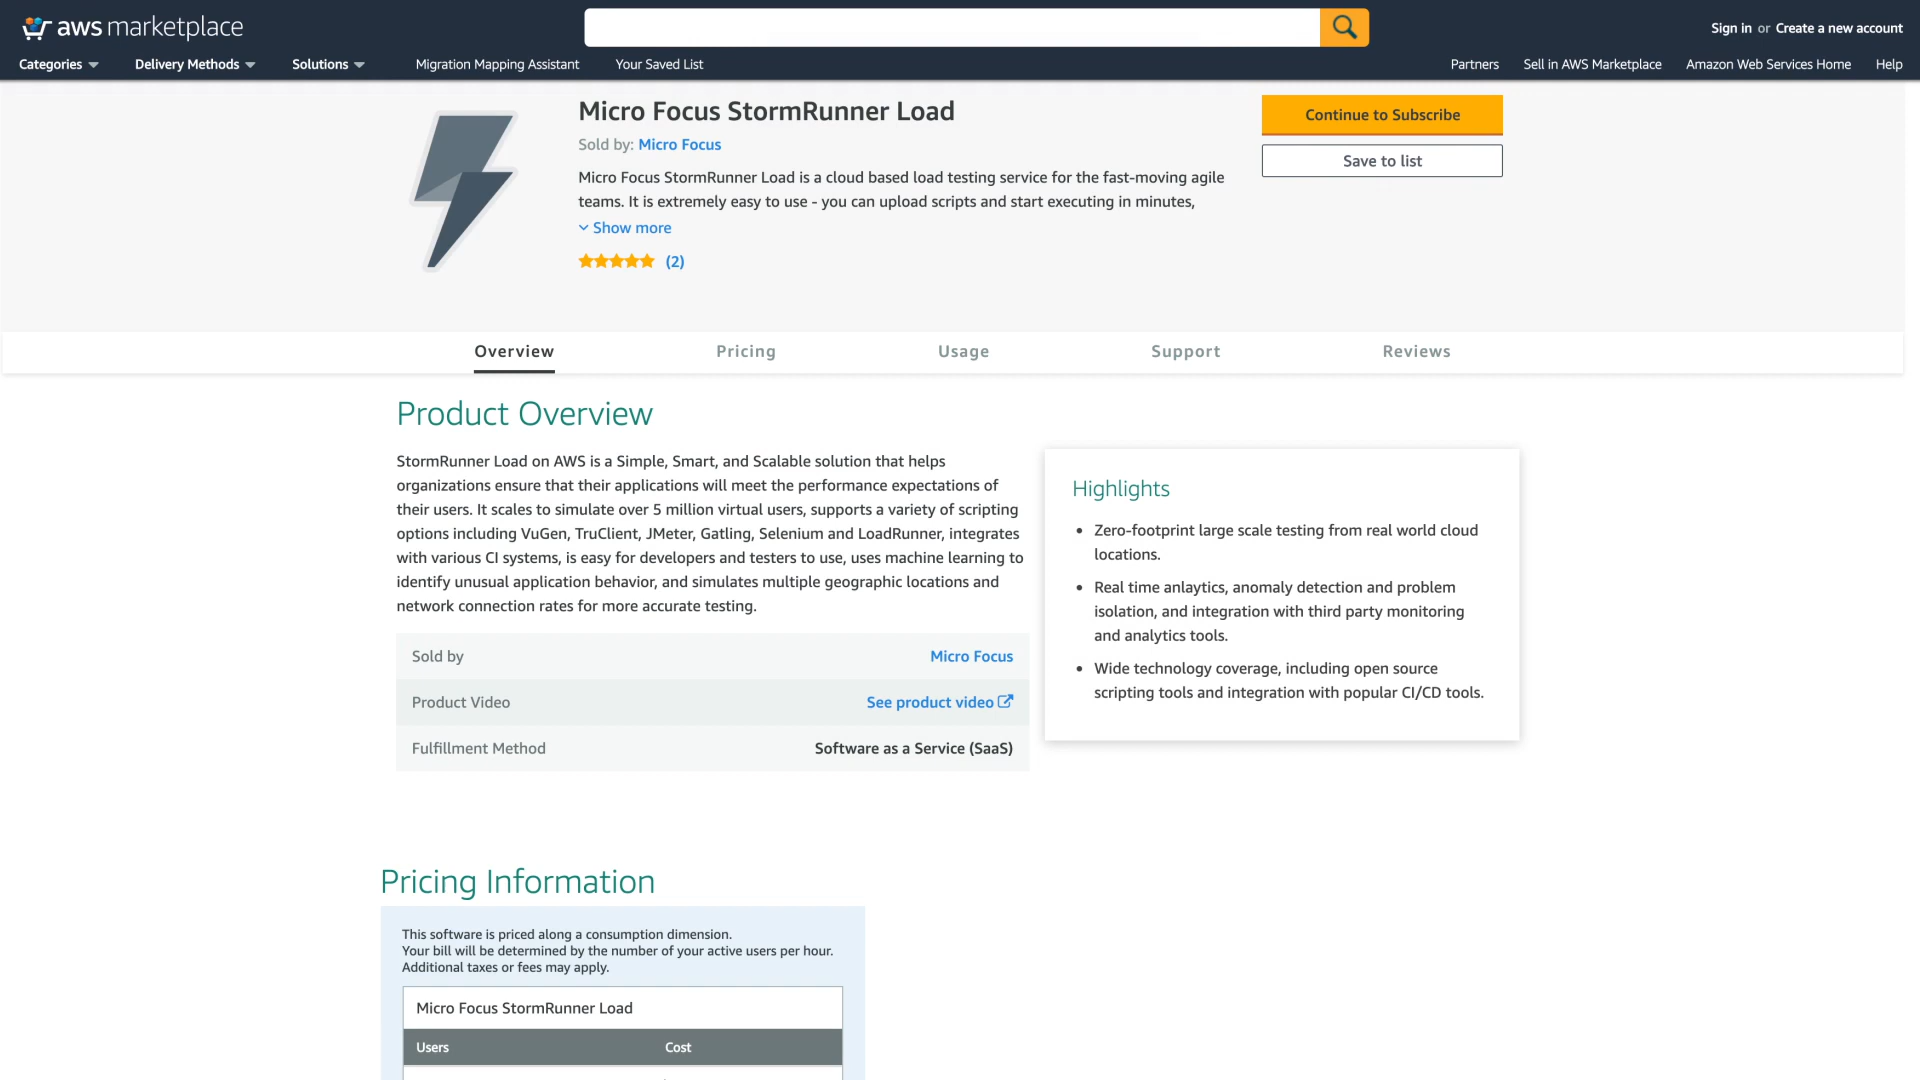 aws marketplace
Sign in or Create a new account
Categories
Delivery Methods
Solutions
Migration Mapping Assistant
Your Saved List
Partners
Sell in AWS Marketplace
Amazon Web Services Home
Help
Micro Focus StormRunner Load
Continue to Subscribe
Sold by: Micro Focus
Save to list
Micro Focus StormRunner Load is a cloud based load testing service for the fast-moving agile
teams. It is extremely easy to use - you can upload scripts and start executing in minutes,
Show more
(2)
Overview
Pricing
Usage
Support
Reviews
Product Overview
StormRunner Load on AWS is a Simple, Smart, and Scalable solution that helps
organizations ensure that their applications will meet the performance expectations of
their users. It scales to simulate over 5 million virtual users, supports a variety of scripting
options including VuGen, TruClient, JMeter, Gatling, Selenium and LoadRunner, integrates
with various CI systems, is easy for developers and testers to use, uses machine learning to
identify unusual application behavior, and simulates multiple geographic locations and
network connection rates for more accurate testing.
Sold by
Micro Focus
Product Video
See product video
Fulfillment Method
Software as a Service (SaaS)
Highlights
• Zero-footprint large scale testing from real world cloud
locations.
• Real time anlaytics, anomaly detection and problem
isolation, and integration with third party monitoring
and analytics tools.
• Wide technology coverage, including open source
scripting tools and integration with popular CI/CD tools.
Pricing Information
This software is priced along a consumption dimension.
Your bill will be determined by the number of your active users per hour.
Additional taxes or fees may apply.
Micro Focus StormRunner Load
Users
Cost